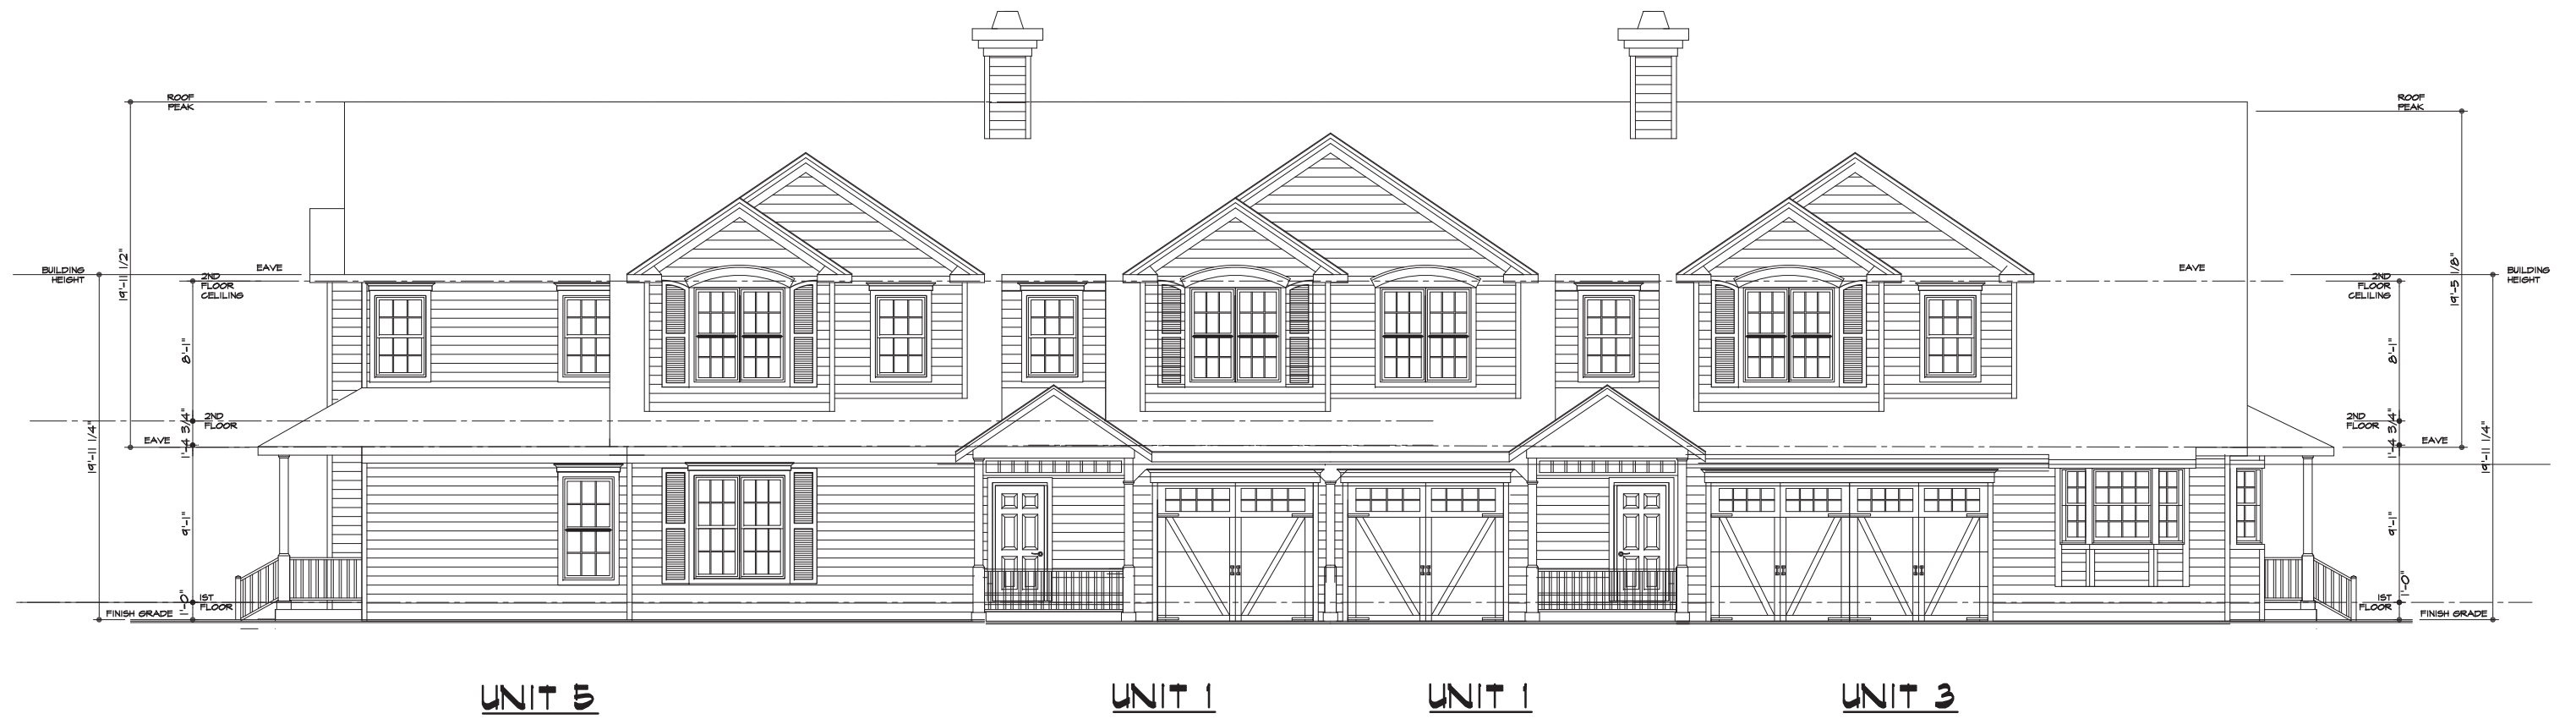 ROOF
PEAK
ROOF
PEAK
19'-11 1/2"
19'-5 1/8"
BUILDING
HEIGHT
EAVE
2ND
FLOOR
CELILING
EAVE
2ND
FLOOR
CELILING
BUILDING
HEIGHT
8'-1"
8'-1"
2ND
FLOOR
2ND
FLOOR
1'-4 3/4"
1'-4 3/4"
EAVE
EAVE
19'-11 1/4"
19'-11 1/4"
9'-1"
9'-1"
1'-0"
1'-0"
1ST
FLOOR
1ST
FLOOR
FINISH GRADE
FINISH GRADE
UNIT 5
UNIT 1
UNIT 1
UNIT 3